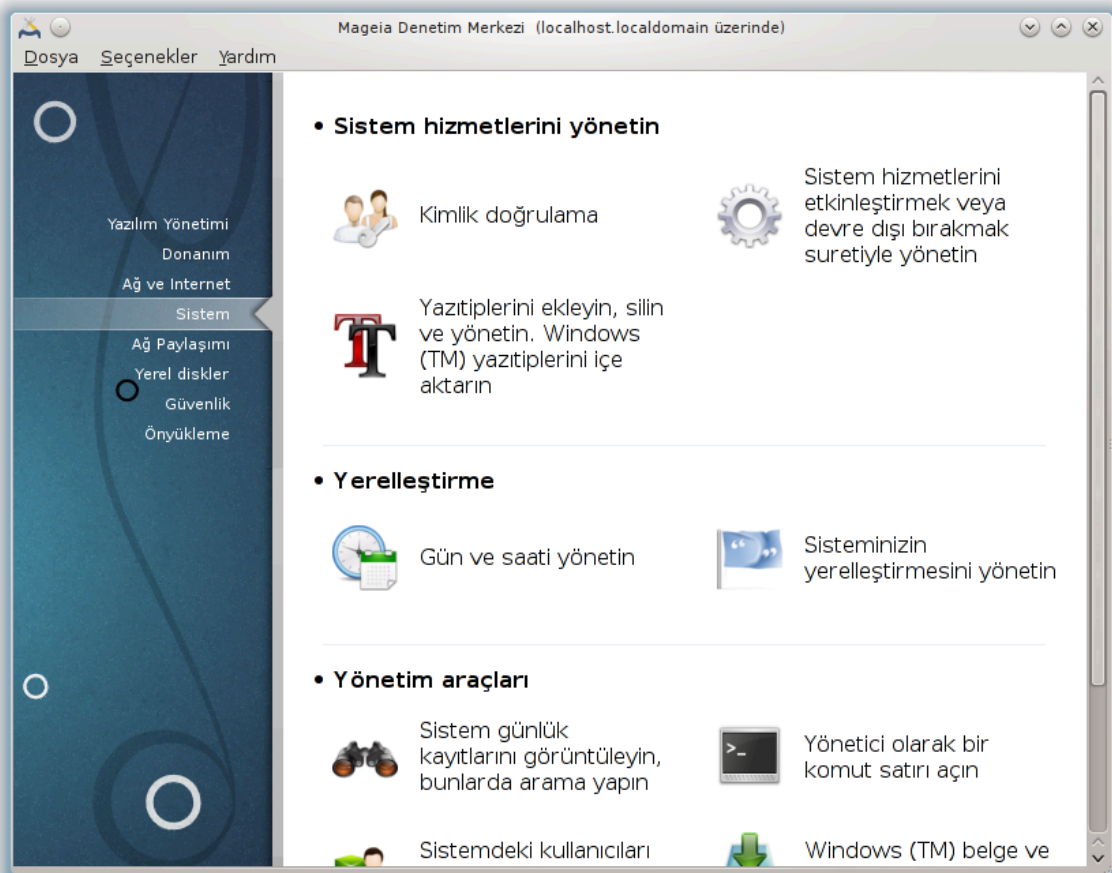 Mageia Denetim Merkezi (localhost.localdomain üzerinde)
Dosya Seçenekler Yardım
Yazılım Yönetimi
Donanım
Ağ ve Internet
Sistem
Ağ Paylaşımı
Yerel diskler
Güvenlik
Önyükleme
• Sistem hizmetlerini yönetin
Kimlik doğrulama
Sistem hizmetlerini
etkinleştirmek veya
devre dışı bırakmak
suretiyle yönetin
Yazıtiplerini ekleyin, silin
ve yönetin. Windows
(TM) yazıtiplerini içe
aktarın
• Yerelleştirme
Gün ve saati yönetin
Sisteminizin
yerelleştirmesini yönetin
• Yönetim araçları
Sistem günlük
kayıtlarını görüntüleyin,
bunlarda arama yapın
Yönetici olarak bir
komut satırı açın
Sistemdeki kullanıcıları
Windows (TM) belge ve